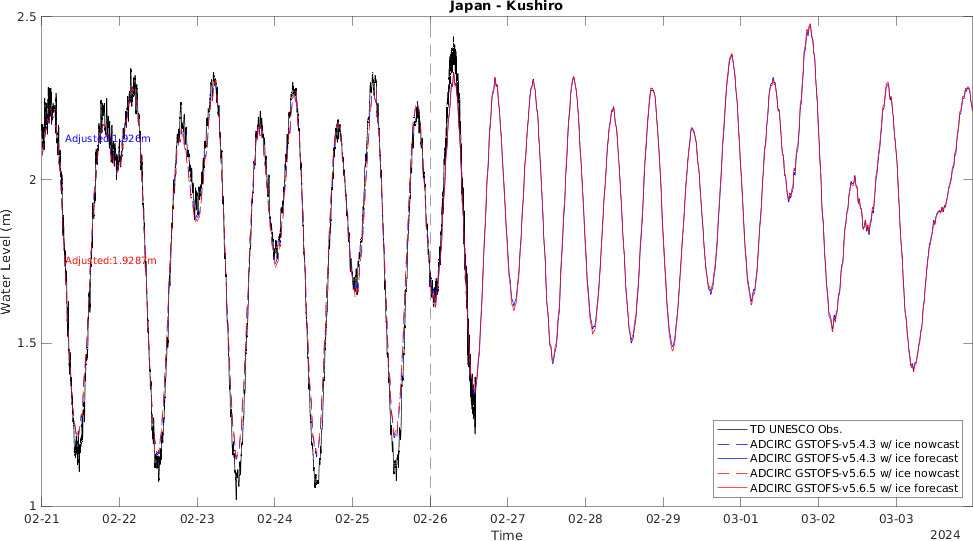 Japan - Kushiro
2.5
2
1.5
1
Water Level (m)
Adjusted:1.926m
Adjusted:1.9287m
TD UNESCO Obs.
ADCIRC GSTOFS-v5.4.3 w/ ice nowcast
ADCIRC GSTOFS-v5.4.3 w/ ice forecast
ADCIRC GSTOFS-v5.6.5 w/ ice nowcast
ADCIRC GSTOFS-v5.6.5 w/ ice forecast
02-21 02-22 02-23 02-24 02-25 02-26 02-27 02-28 02-29 03-01 03-02 03-03
Time
2024